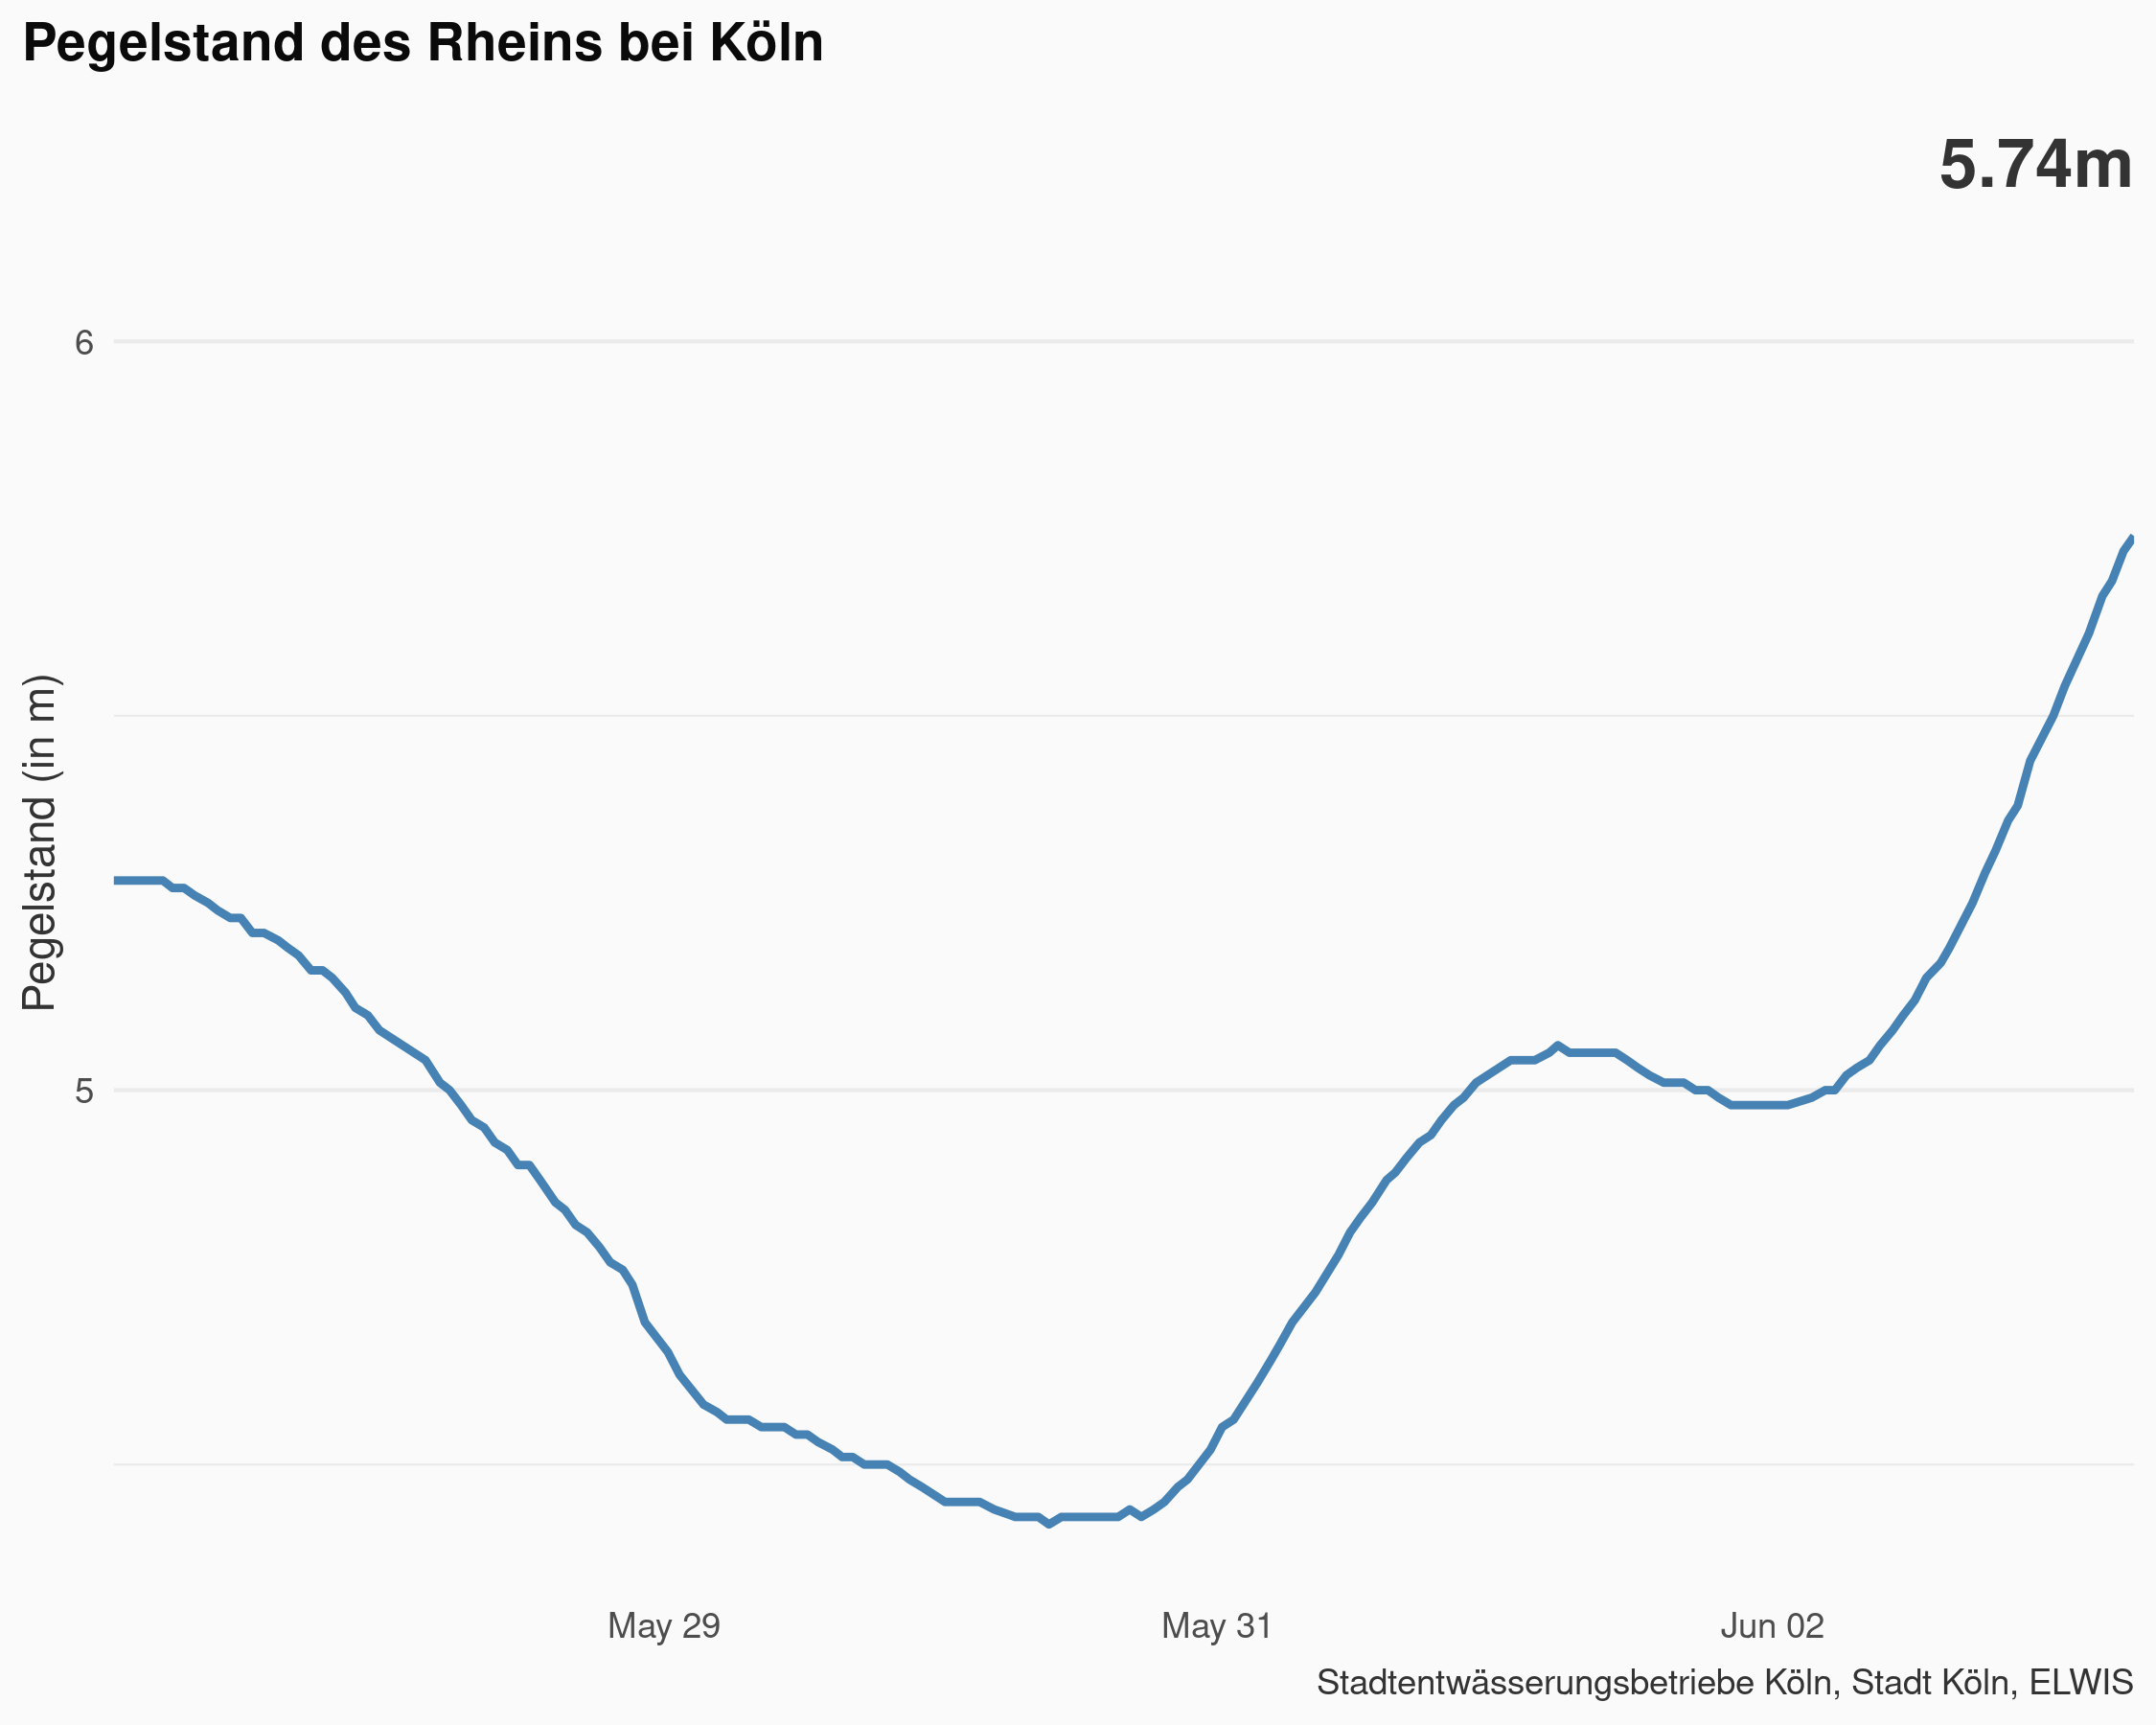 Pegelstand des Rheins bei Köln
5.74m
6
5
Pegelstand (in m)
May 29
May 31
Jun 02
Stadtentwässerungsbetriebe Köln, Stadt Köln, ELWIS